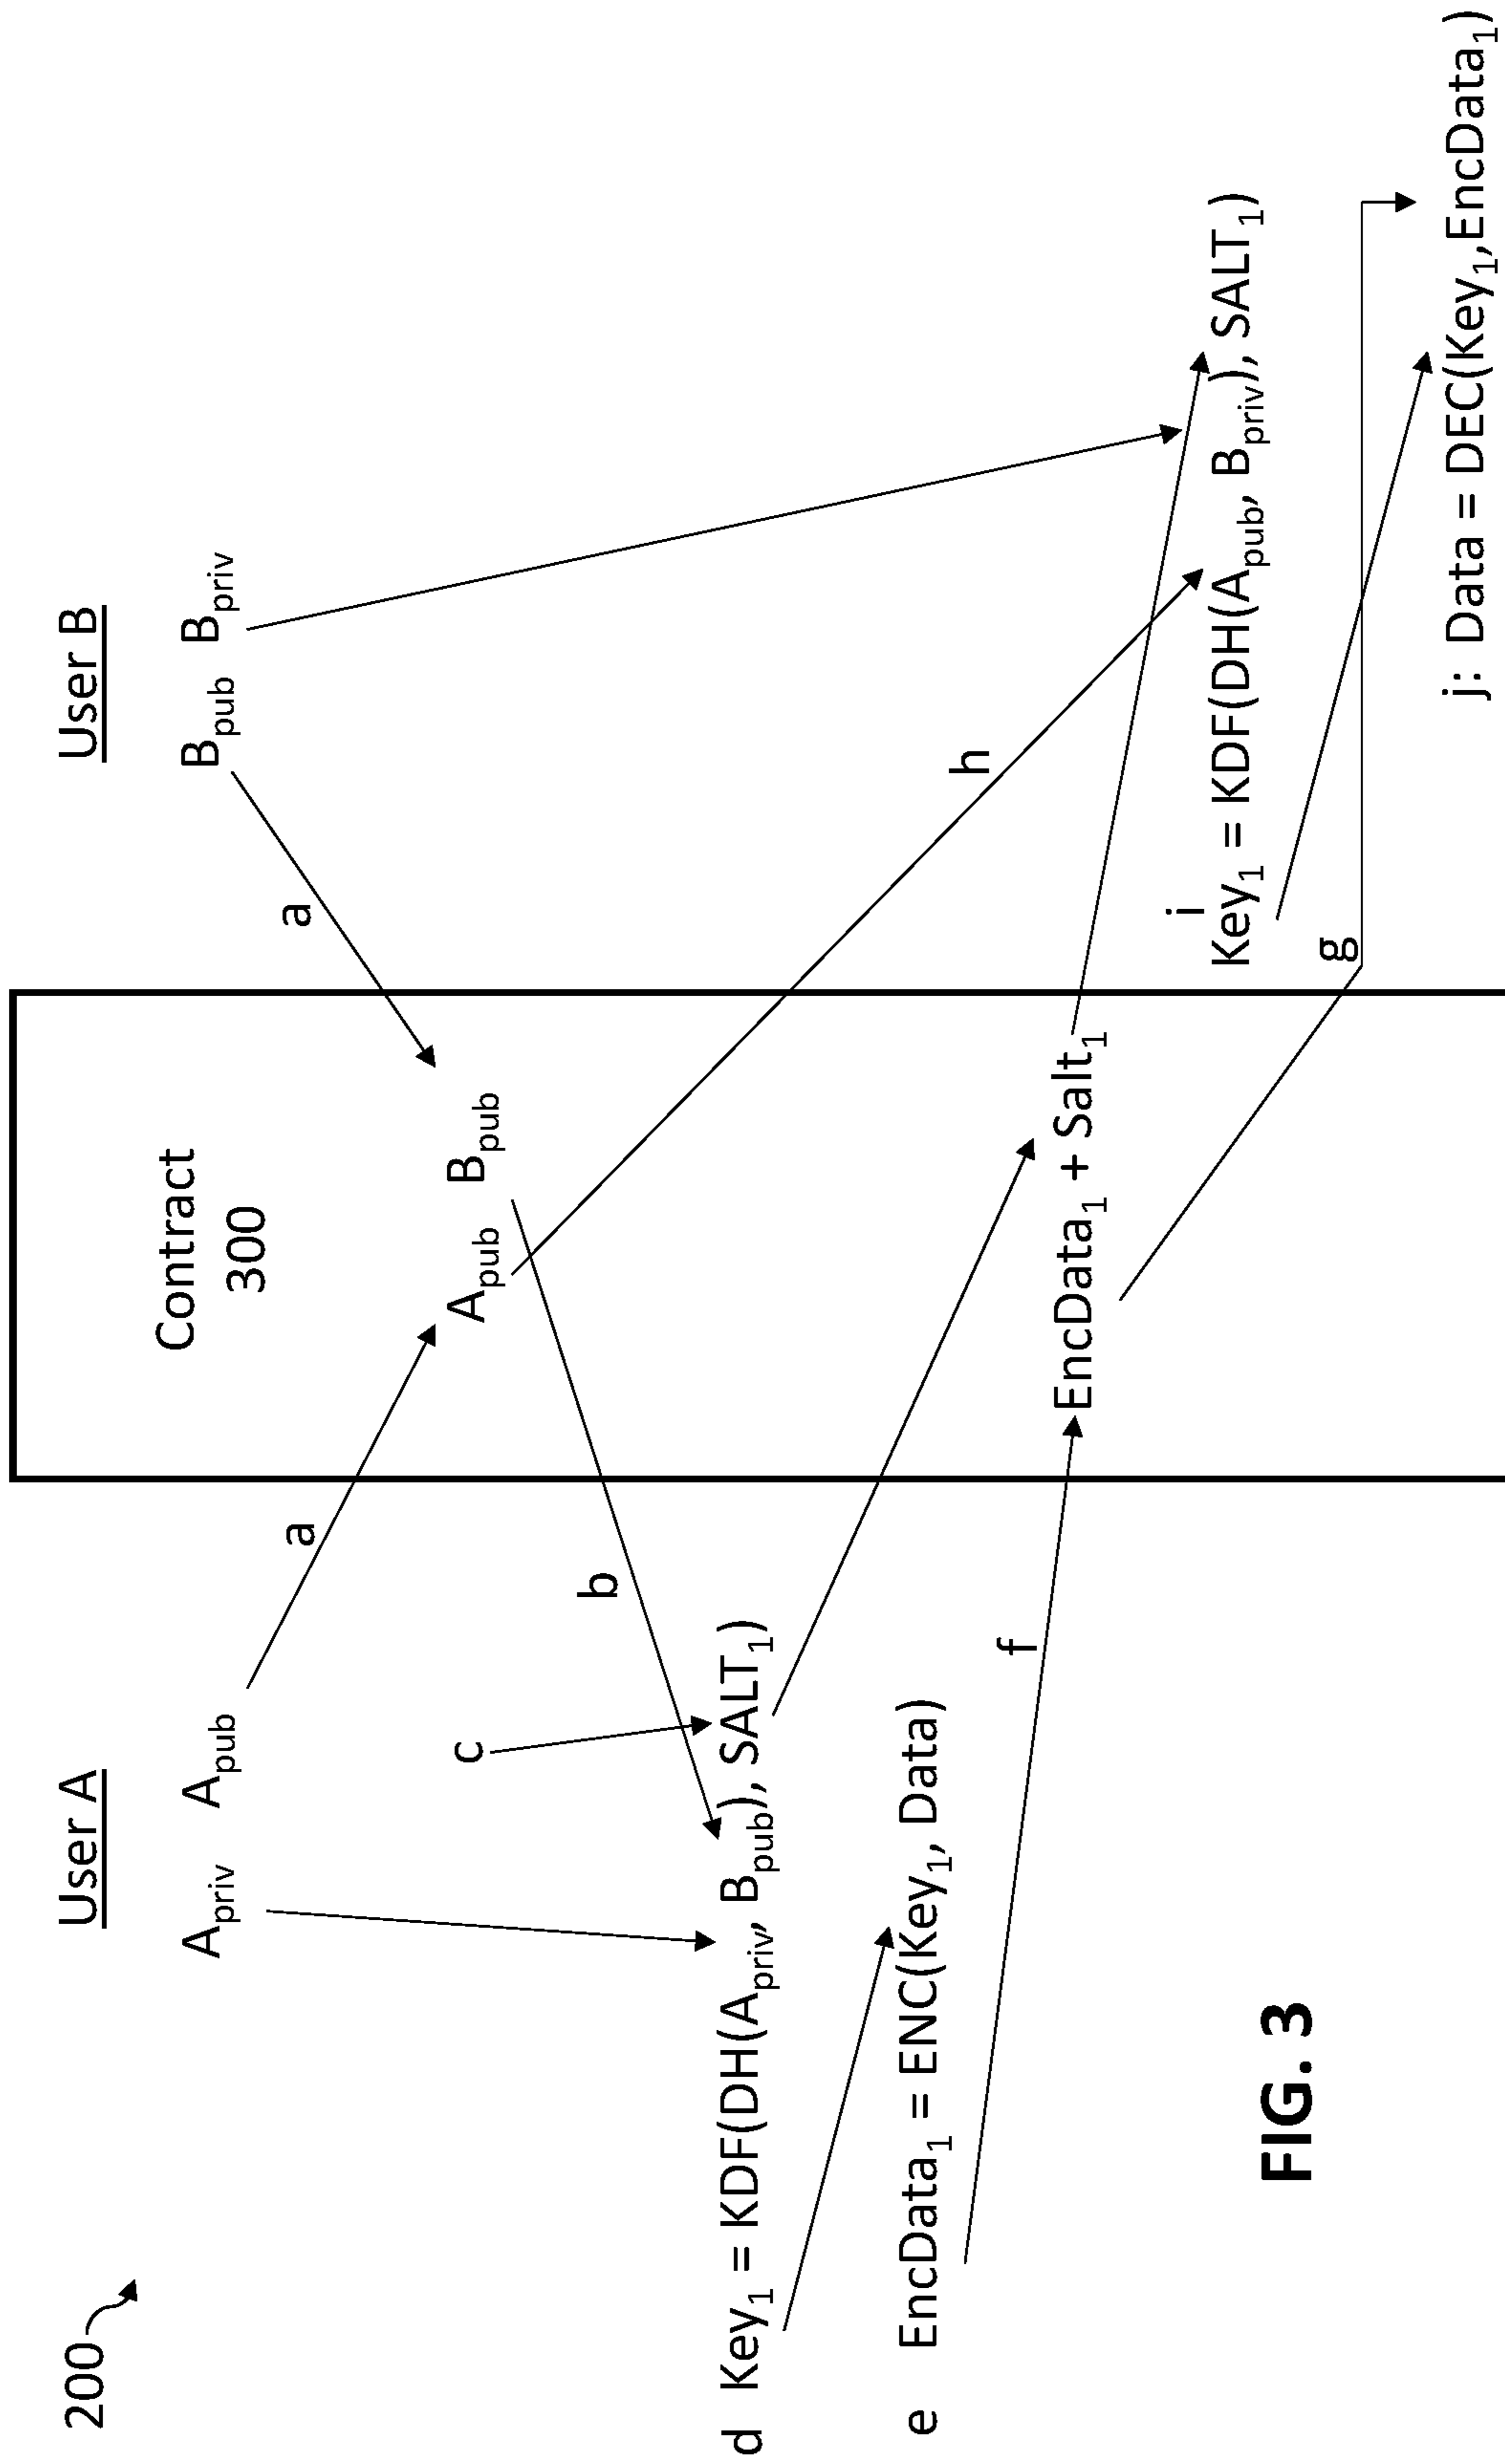 200
User A
User B
A_priv A_pub
B_pub B_priv
Contract
300
a
a
A_pub B_pub
c
b
h
d Key_1 = KDF(DH(A_priv, B_pub), SALT_1)
e EncData_1 = ENC(Key_1, Data)
f
EncData_1 + Salt_1
i
Key_1 = KDF(DH(A_pub, B_priv), SALT_1)
g
j: Data = DEC(Key_1,EncData_1)
FIG. 3